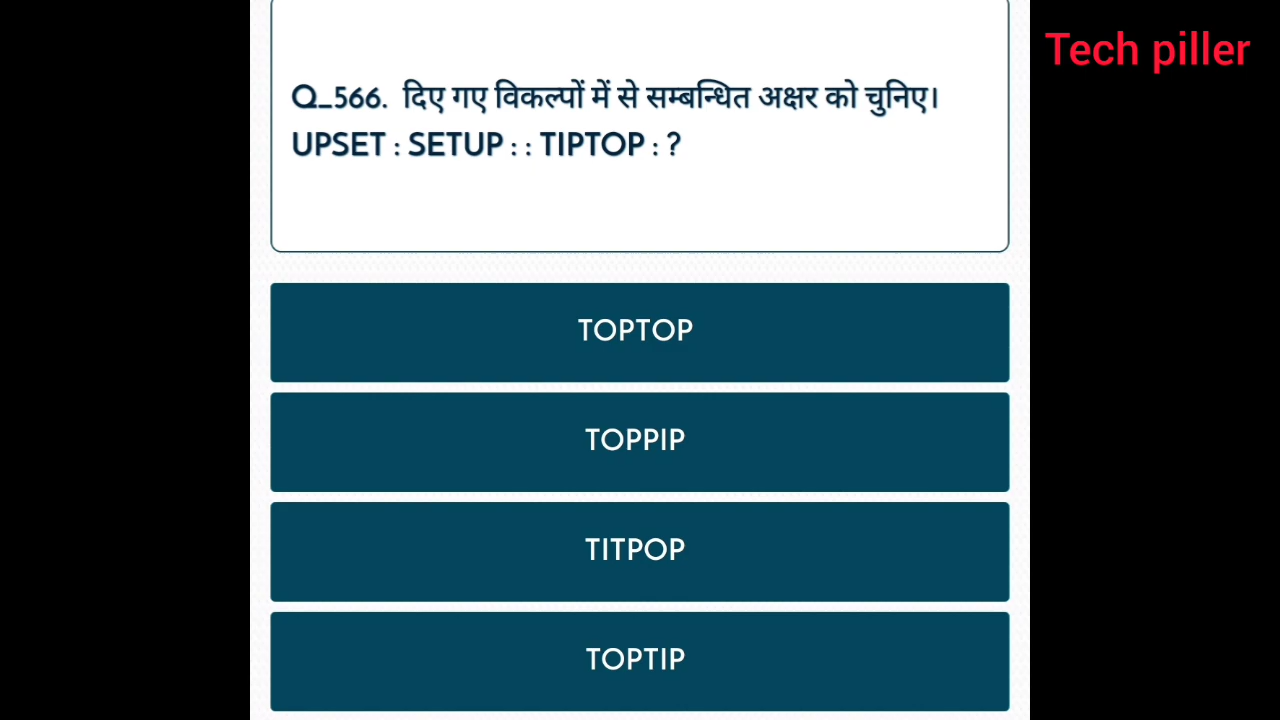 Tech piller
Q_566. दिए गए विकल्पों में से सम्बन्धित अक्षर को चुनिए।
UPSET : SETUP : : TIPTOP : ?
TOPTOP
TOPPIP
TITPOP
TOPTIP